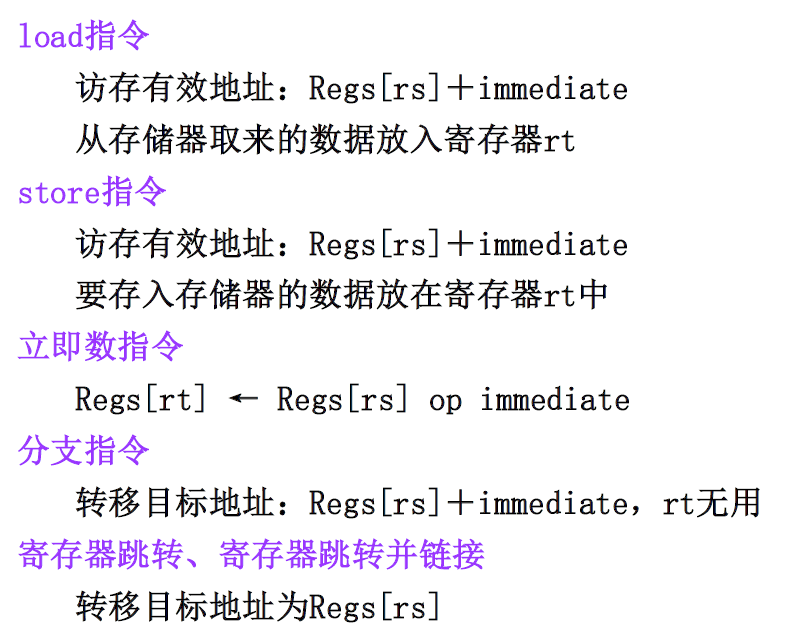 load指令
访存有效地址：Regs[rs]＋immediate
从存储器取来的数据放入寄存器rt
store指令
访存有效地址：Regs[rs]＋immediate
要存入存储器的数据放在寄存器rt中
立即数指令
Regs[rt] ← Regs[rs] op immediate
分支指令
转移目标地址：Regs[rs]＋immediate，rt无用
寄存器跳转、寄存器跳转并链接
转移目标地址为Regs[rs]